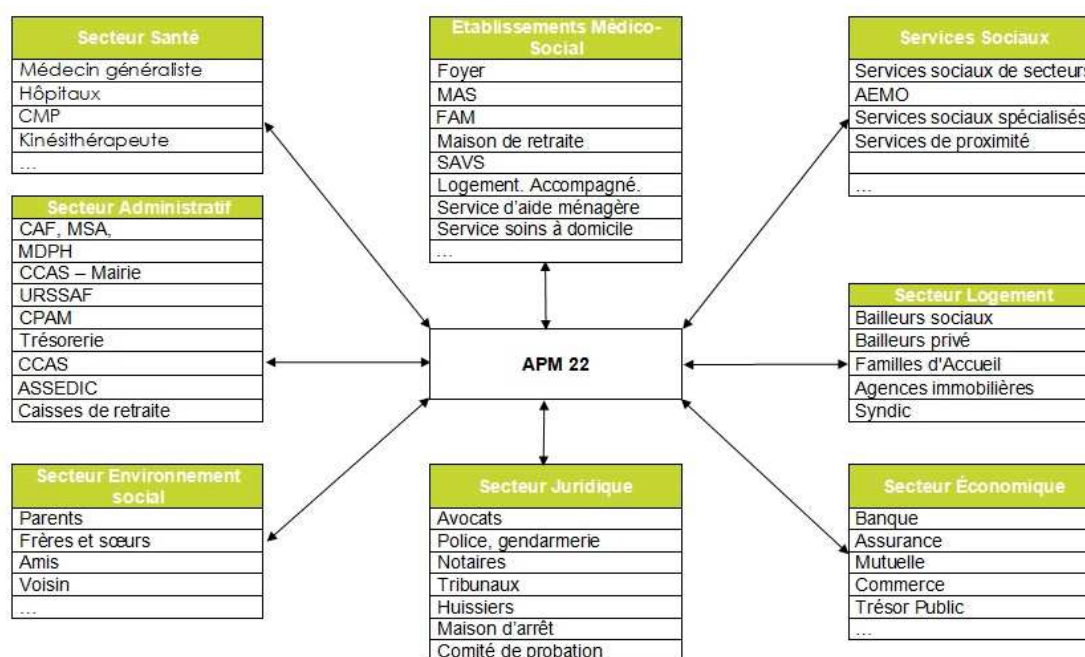 Secteur Santé
Médecin généraliste
Hôpitaux
CMP
Kinésithérapeute
...
Etablissements Médico-
Social
Foyer
MAS
FAM
Maison de retraite
SAVS
Logement. Accompagné.
Service d'aide ménagère
Service soins à domicile
...
Services Sociaux
Services sociaux de secteurs
AEMO
Services sociaux spécialisés
Services de proximité
...
Secteur Administratif
CAF, MSA,
MDPH
CCAS – Mairie
URSSAF
CPAM
Trésorerie
CCAS
ASSEDIC
Caisses de retraite
APM 22
Secteur Logement
Bailleurs sociaux
Bailleurs privé
Familles d'Accueil
Agences immobilières
Syndic
Secteur Environnement
social
Parents
Frères et sœurs
Amis
Voisin
...
Secteur Juridique
Avocats
Police, gendarmerie
Notaires
Tribunaux
Huissiers
Maison d'arrêt
Comité de probation
Secteur Économique
Banque
Assurance
Mutuelle
Commerce
Trésor Public
...